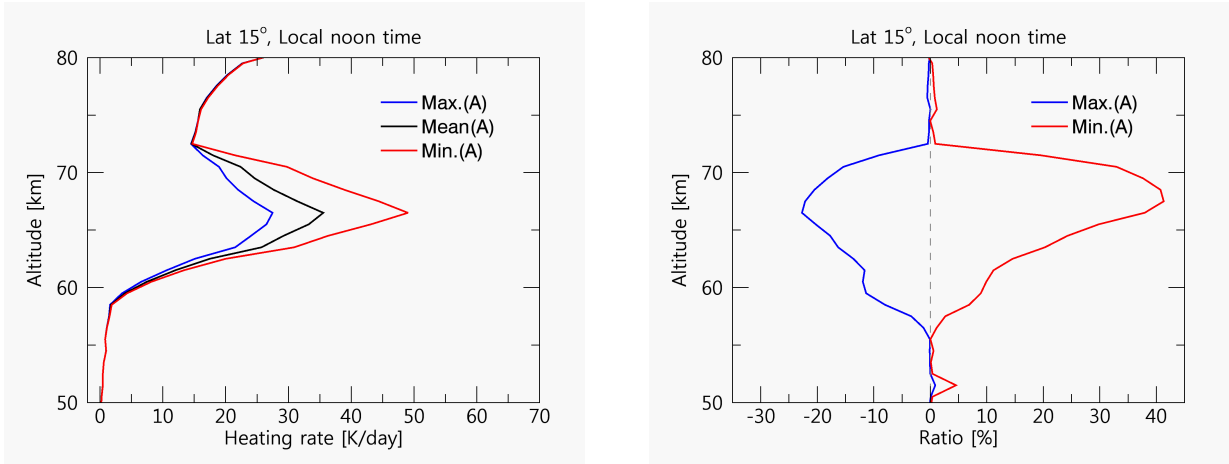 Lat 15°, Local noon time
80
70
60
50
Altitude [km]
Max.(A)
Mean(A)
Min.(A)
0 10 20 30 40 50 60 70
Heating rate [K/day]
Lat 15°, Local noon time
80
70
60
50
Altitude [km]
Max.(A)
Min.(A)
-30 -20 -10 0 10 20 30 40
Ratio [%]